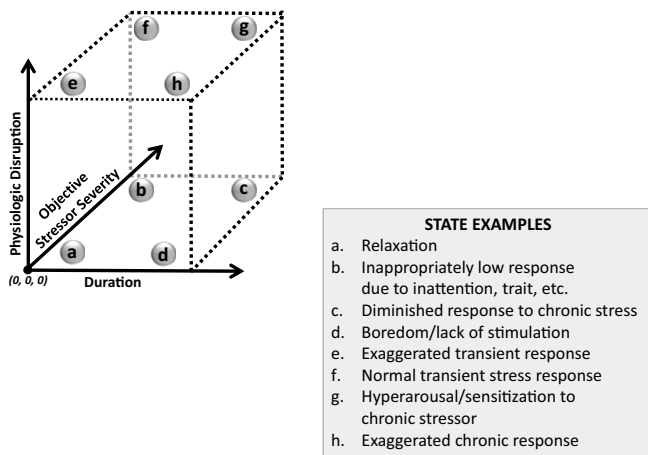 f
g
e
h
Physiologic Disruption
Objective
Stressor Severity
b
c
a
d
(0, 0, 0)
Duration
STATE EXAMPLES
a. Relaxation
b. Inappropriately low response
due to inattention, trait, etc.
c. Diminished response to chronic stress
d. Boredom/lack of stimulation
e. Exaggerated transient response
f. Normal transient stress response
g. Hyperarousal/sensitization to
chronic stressor
h. Exaggerated chronic response